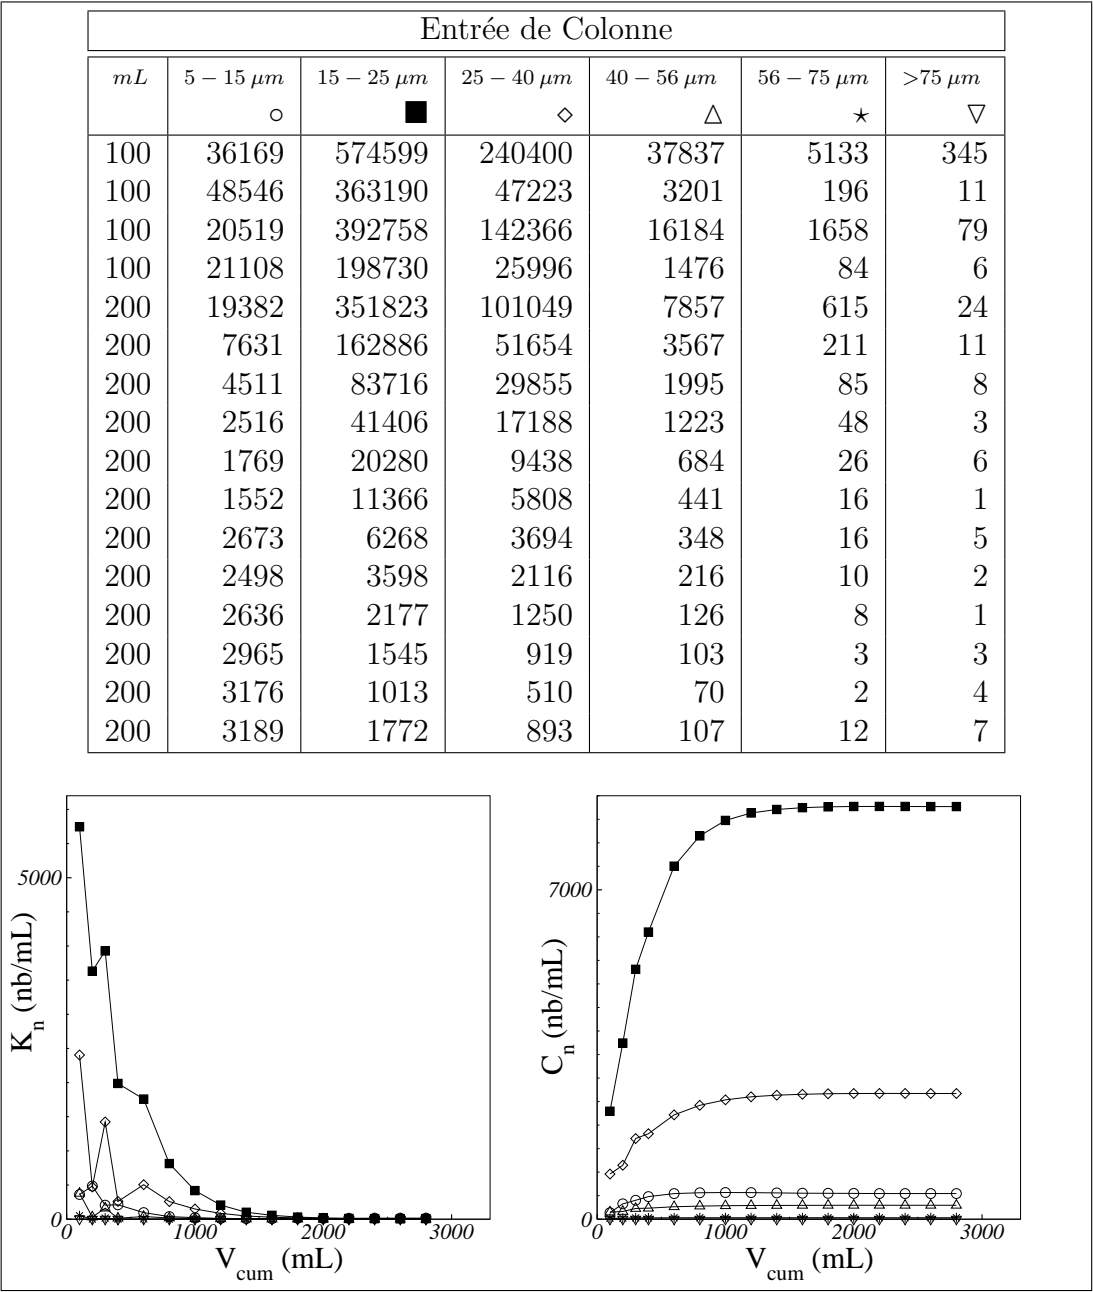 Entrée de Colonne
mL 5 – 15 μm 15 – 25 μm 25 – 40 μm 40 – 56 μm 56 – 75 μm >75 μm
○ ■ ◇ △ ⋆ ▽
100 36169 574599 240400 37837 5133 345
100 48546 363190 47223 3201 196 11
100 20519 392758 142366 16184 1658 79
100 21108 198730 25996 1476 84 6
200 19382 351823 101049 7857 615 24
200 7631 162886 51654 3567 211 11
200 4511 83716 29855 1995 85 8
200 2516 41406 17188 1223 48 3
200 1769 20280 9438 684 26 6
200 1552 11366 5808 441 16 1
200 2673 6268 3694 348 16 5
200 2498 3598 2116 216 10 2
200 2636 2177 1250 126 8 1
200 2965 1545 919 103 3 3
200 3176 1013 510 70 2 4
200 3189 1772 893 107 12 7
5000
K_n (nb/mL)
0 1000 2000 3000
0
V_cum (mL)
7000
C_n (nb/mL)
0 1000 2000 3000
0
V_cum (mL)